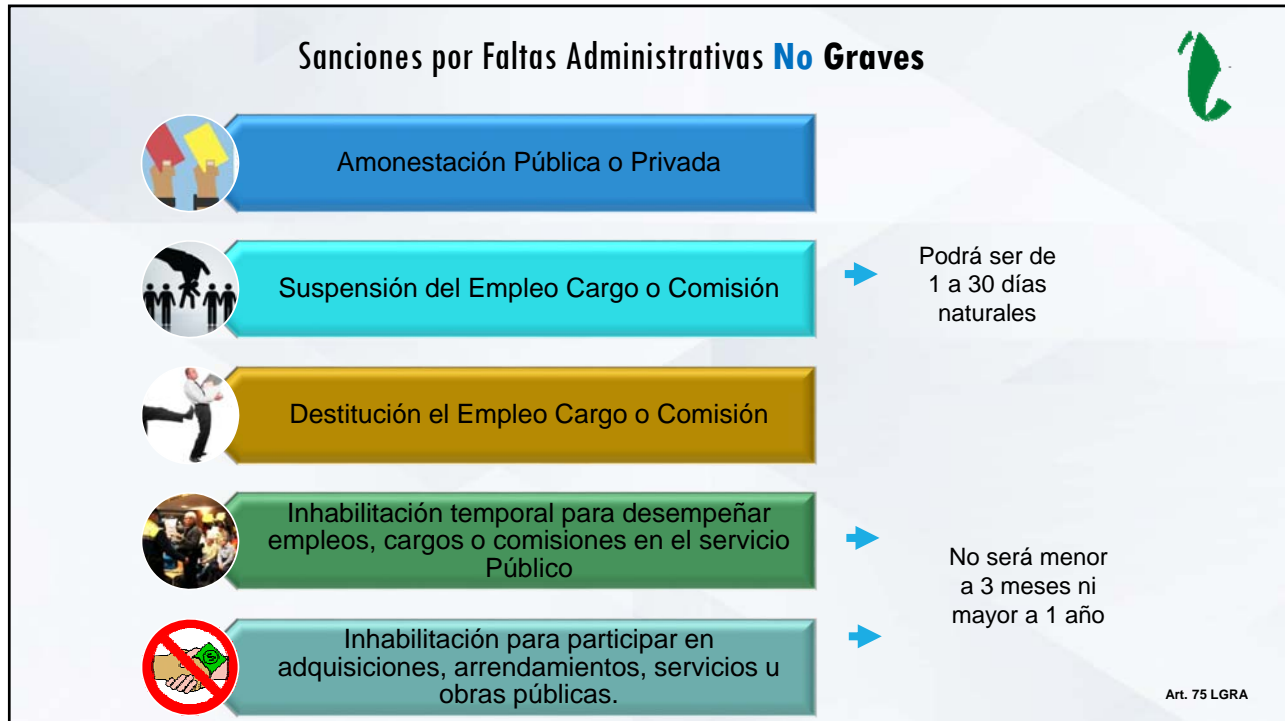 Sanciones por Faltas Administrativas No Graves
Amonestación Pública o Privada
Suspensión del Empleo Cargo o Comisión
Podrá ser de
1 a 30 días
naturales
Destitución el Empleo Cargo o Comisión
Inhabilitación temporal para desempeñar
empleos, cargos o comisiones en el servicio
Público
No será menor
a 3 meses ni
mayor a 1 año
Inhabilitación para participar en
adquisiciones, arrendamientos, servicios u
obras públicas.
Art. 75 LGRA